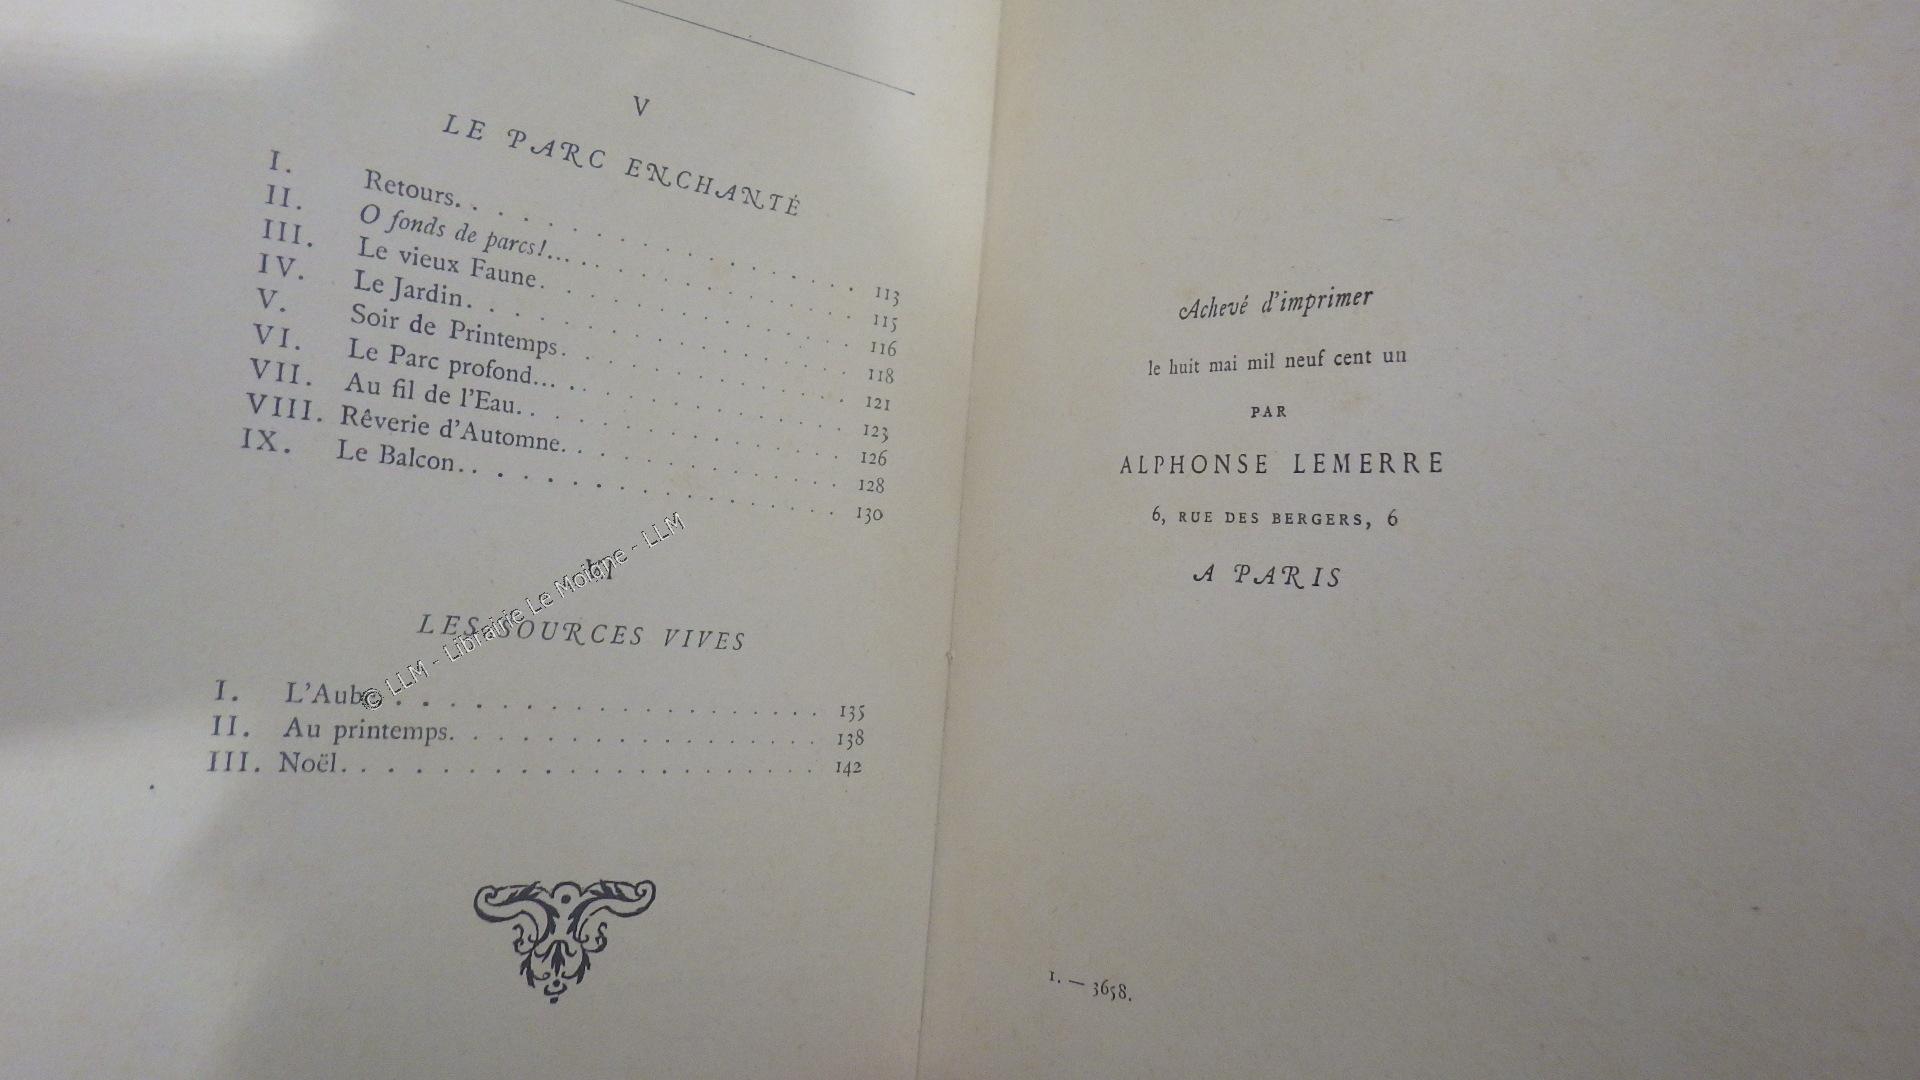 V
LE PARC ENCHANTÉ
I. Retours. . . . . . . . . . . . . . . . 113
II. O fonds de parcs!... . . . . . . . . . . . . 115
III. Le vieux Faune. . . . . . . . . . . . . . 116
IV. Le Jardin. . . . . . . . . . . . . . . . 118
V. Soir de Printemps. . . . . . . . . . . . . 121
VI. Le Parc profond... . . . . . . . . . . . . 123
VII. Au fil de l'Eau. . . . . . . . . . . . . . 126
VIII. Rêverie d'Automne. . . . . . . . . . . . . 128
IX. Le Balcon. . . . . . . . . . . . . . . . 130
VI
LES SOURCES VIVES
I. L'Aube. . . . . . . . . . . . . . . . . 135
II. Au printemps. . . . . . . . . . . . . . . 138
III. Noël. . . . . . . . . . . . . . . . . . 142
© LLM - Librairie Le Moigne - LLM
Achevé d'imprimer
le huit mai mil neuf cent un
PAR
ALPHONSE LEMERRE
6, RUE DES BERGERS, 6
A PARIS
1. — 3658.